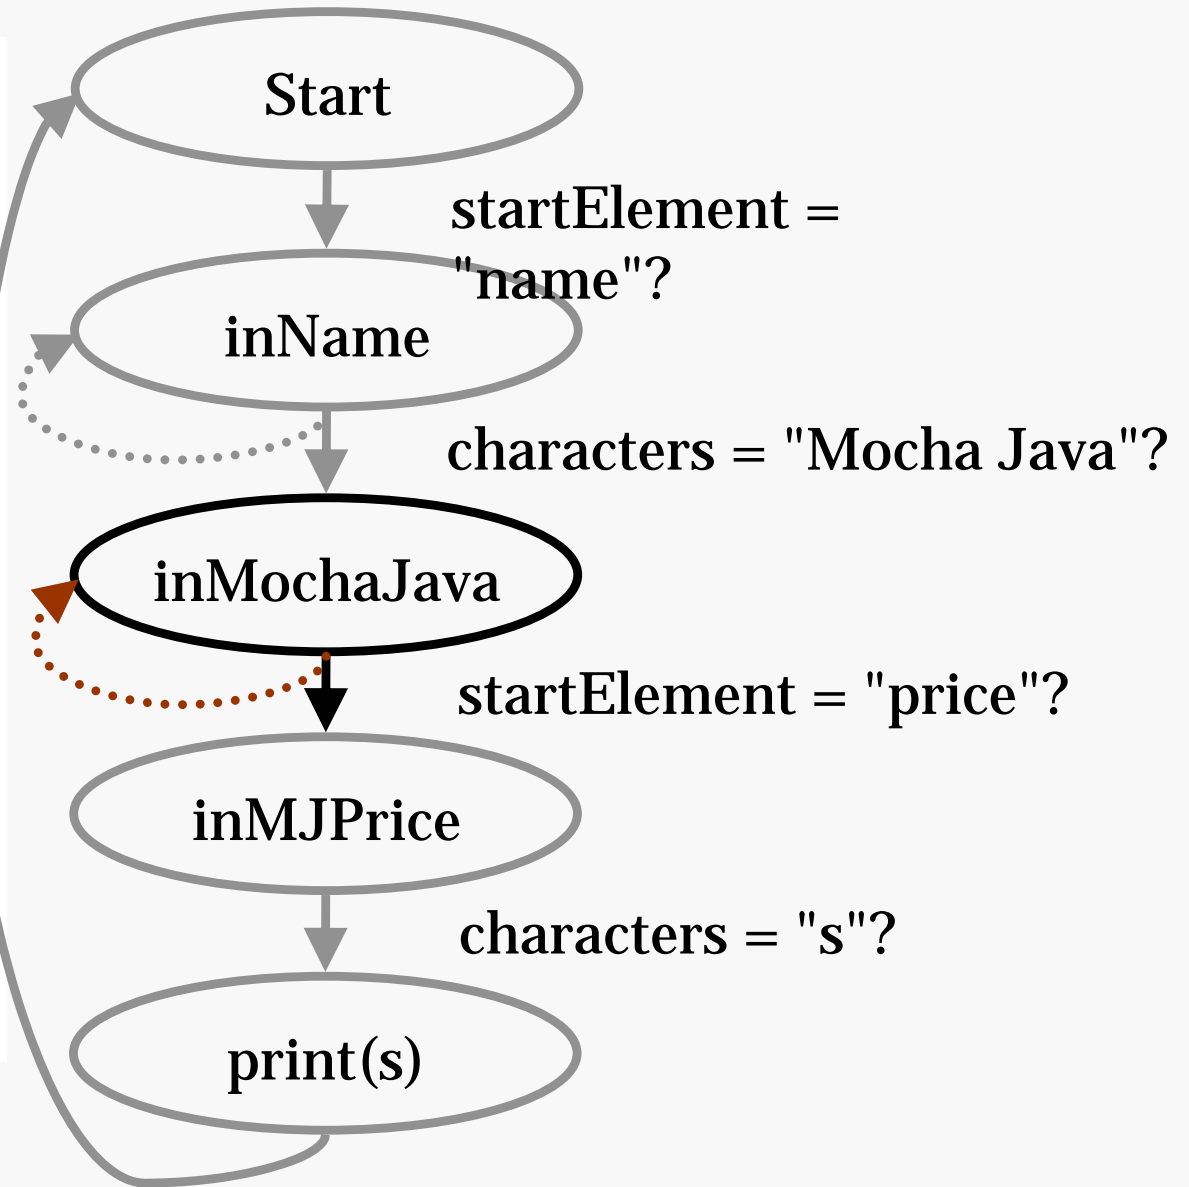 Start
startElement =
"name"?
inName
characters = "Mocha Java"?
inMochaJava
startElement = "price"?
inMJPrice
characters = "s"?
print(s)